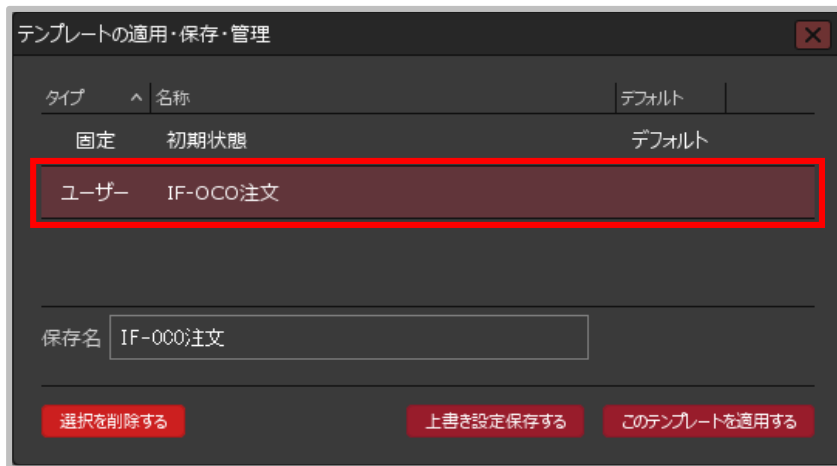 テンプレートの適用・保存・管理
タイプ 名称 デフォルト
固定 初期状態 デフォルト
ユーザー IF-OCO注文
保存名 IF-OCO注文
選択を削除する 上書き設定保存する このテンプレートを適用する